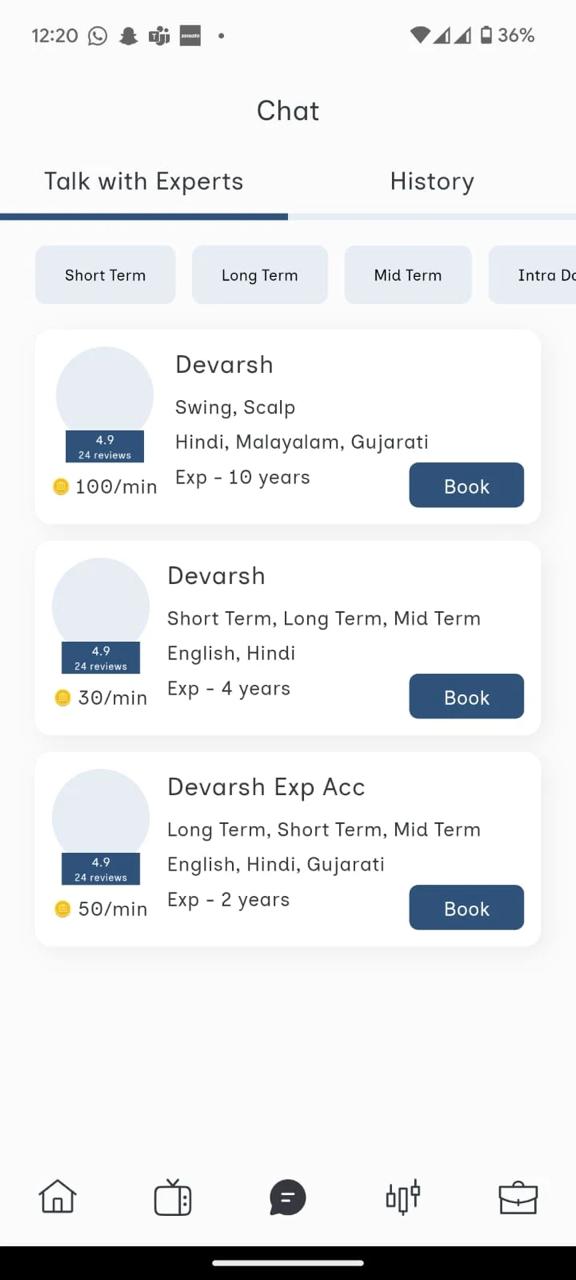 12:20
36%
Chat
Talk with Experts
History
Short Term
Long Term
Mid Term
Intra Da
Devarsh
Swing, Scalp
Hindi, Malayalam, Gujarati
Exp - 10 years
4.9
24 reviews
100/min
Book
Devarsh
Short Term, Long Term, Mid Term
English, Hindi
Exp - 4 years
4.9
24 reviews
30/min
Book
Devarsh Exp Acc
Long Term, Short Term, Mid Term
English, Hindi, Gujarati
Exp - 2 years
4.9
24 reviews
50/min
Book